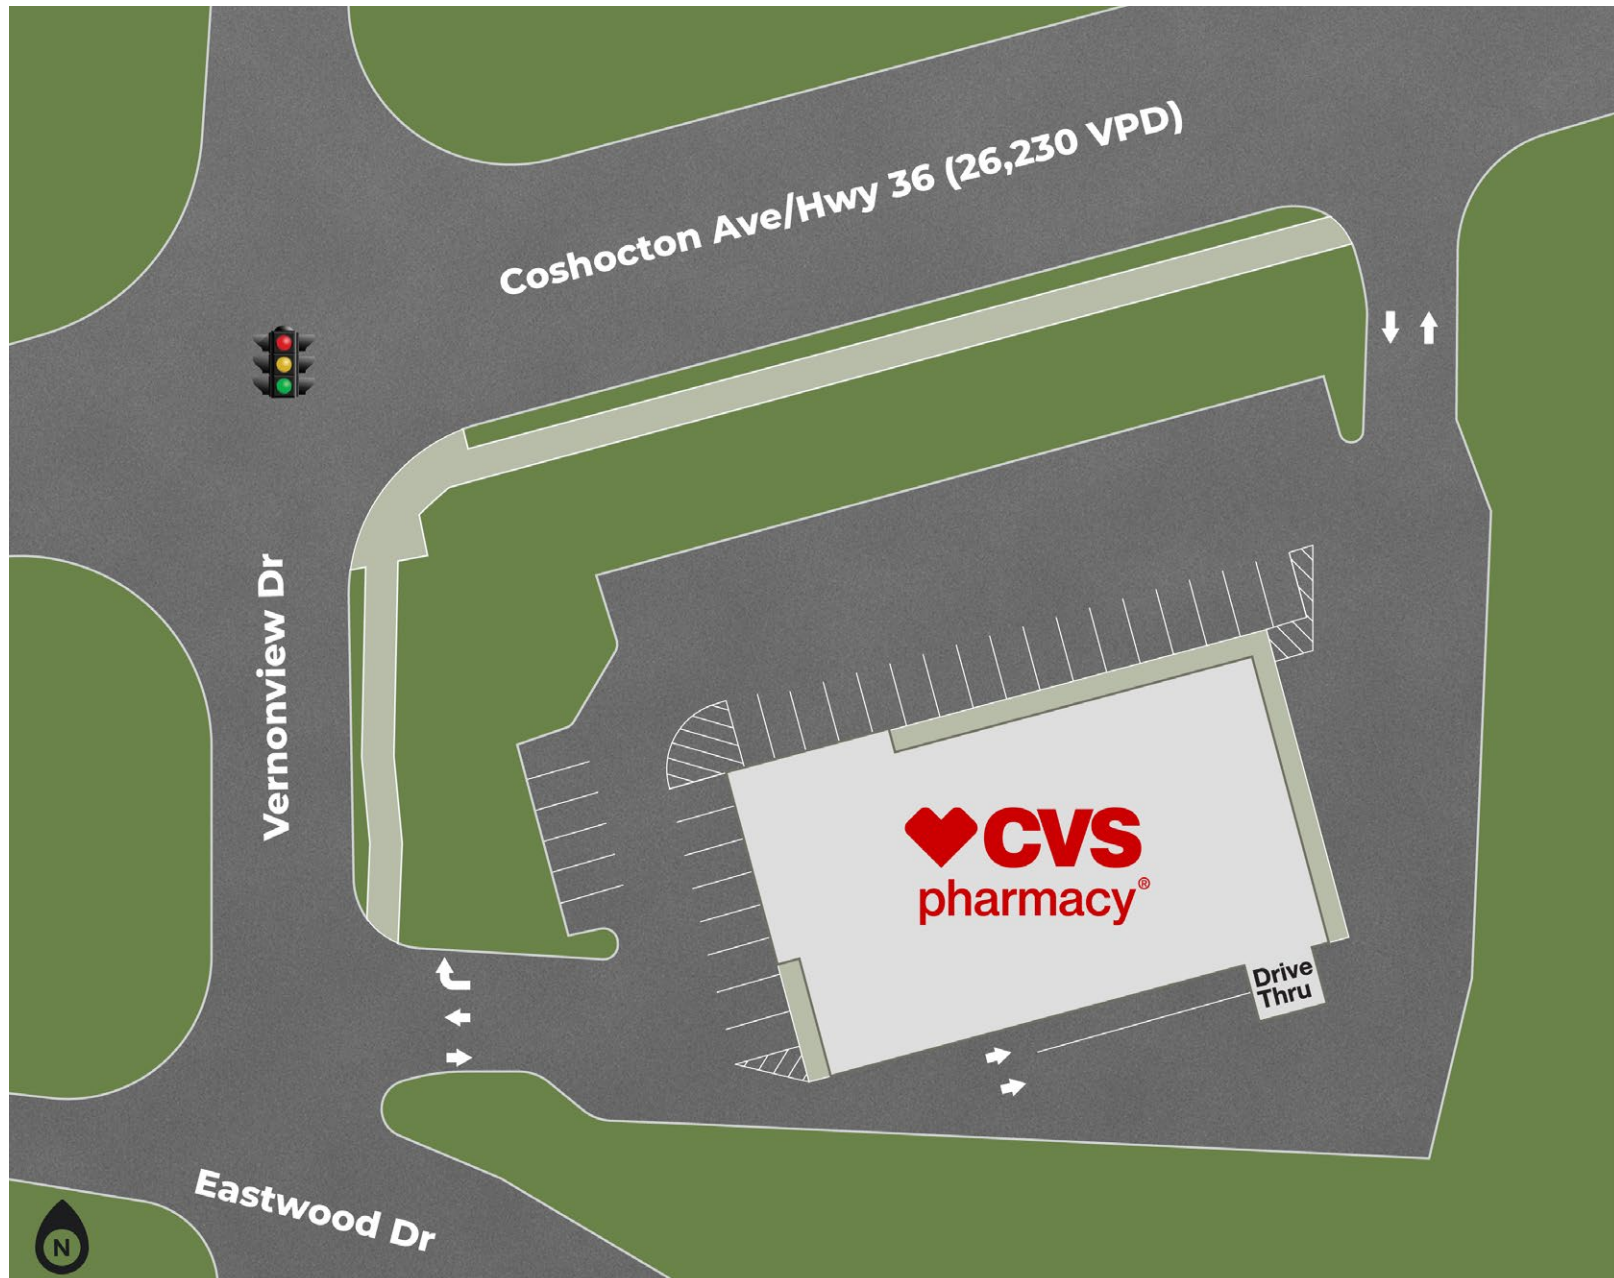 Coshocton Ave/Hwy 36 (26,230 VPD)
Vernonview Dr
CVS
pharmacy®
Drive
Thru
Eastwood Dr
N